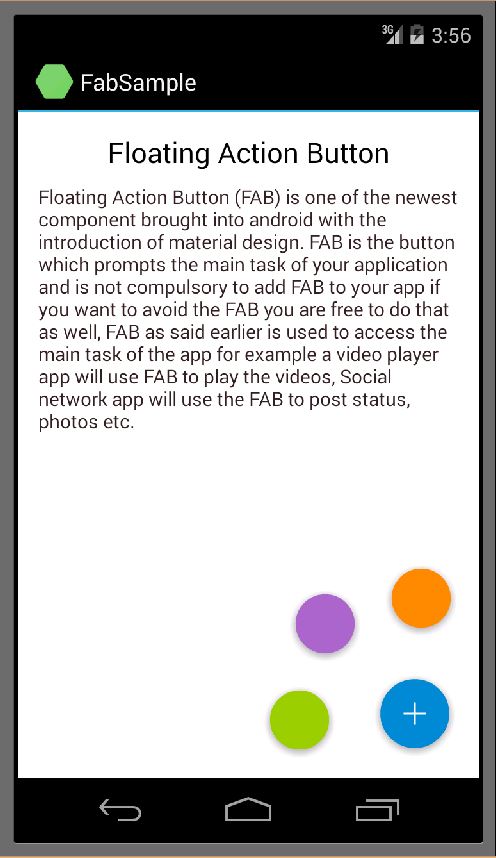 3G 3:56
FabSample
Floating Action Button
Floating Action Button (FAB) is one of the newest
component brought into android with the
introduction of material design. FAB is the button
which prompts the main task of your application
and is not compulsory to add FAB to your app if
you want to avoid the FAB you are free to do that
as well, FAB as said earlier is used to access the
main task of the app for example a video player
app will use FAB to play the videos, Social
network app will use the FAB to post status,
photos etc.